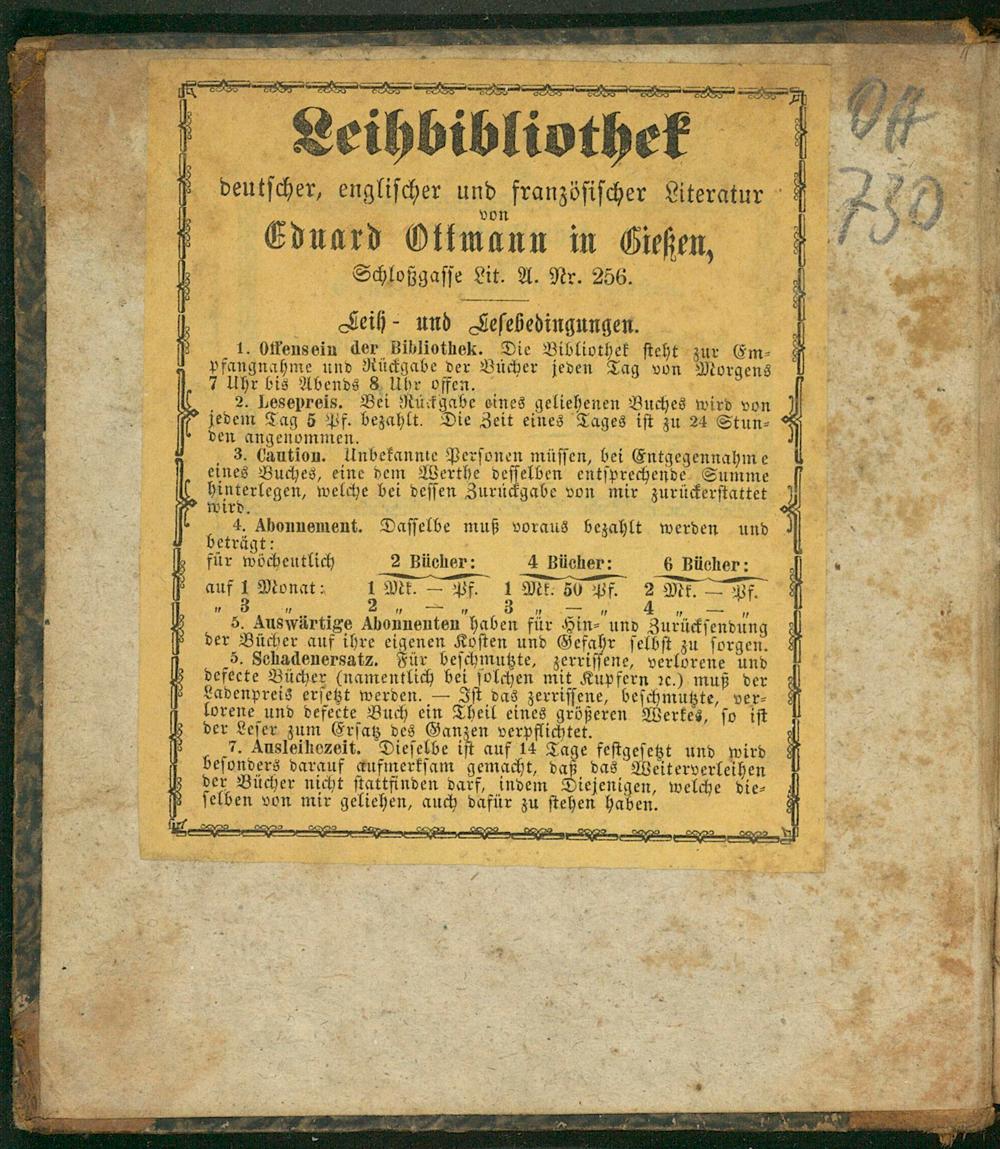 Leihbibliothek
deutscher, englischer und französischer Literatur
von
Eduard Ottmann in Gießen,
Schloßgasse Lit. A. Nr. 256.
Leih- und Lesebedingungen.
1. Offensein der Bibliothek. Die Bibliothek steht zur Em-
pfangnahme und Rückgabe der Bücher jeden Tag von Morgens
7 Uhr bis Abends 8 Uhr offen.
2. Lesepreis. Bei Rückgabe eines geliehenen Buches wird von
jedem Tag 5 Pf. bezahlt. Die Zeit eines Tages ist zu 24 Stun-
den angenommen.
3. Caution. Unbekannte Personen müssen, bei Entgegennahme
eines Buches, eine dem Werthe desselben entsprechende Summe
hinterlegen, welche bei dessen Zurückgabe von mir zurückerstattet
wird.
4. Abonnement. Dasselbe muß voraus bezahlt werden und
beträgt:
für wöchentlich 2 Bücher: 4 Bücher: 6 Bücher:
auf 1 Monat: 1 Mk. — Pf. 1 Mk. 50 Pf. 2 Mk. — Pf.
„ 3 „ 2 „ — „ 3 „ — „ 4 „ — „
5. Auswärtige Abonnenten haben für Hin- und Zurücksendung
der Bücher auf ihre eigenen Kosten und Gefahr selbst zu sorgen.
5. Schadenersatz. Für beschmutzte, zerrissene, verlorene und
defecte Bücher (namentlich bei solchen mit Kupfern ꝛc.) muß der
Ladenpreis ersetzt werden. — Ist das zerrissene, beschmutzte, ver-
lorene und defecte Buch ein Theil eines größeren Werkes, so ist
der Leser zum Ersatz des Ganzen verpflichtet.
7. Ausleihezeit. Dieselbe ist auf 14 Tage festgesetzt und wird
besonders darauf aufmerksam gemacht, daß das Weiterverleihen
der Bücher nicht stattfinden darf, indem Diejenigen, welche die-
selben von mir geliehen, auch dafür zu stehen haben.
Off
730